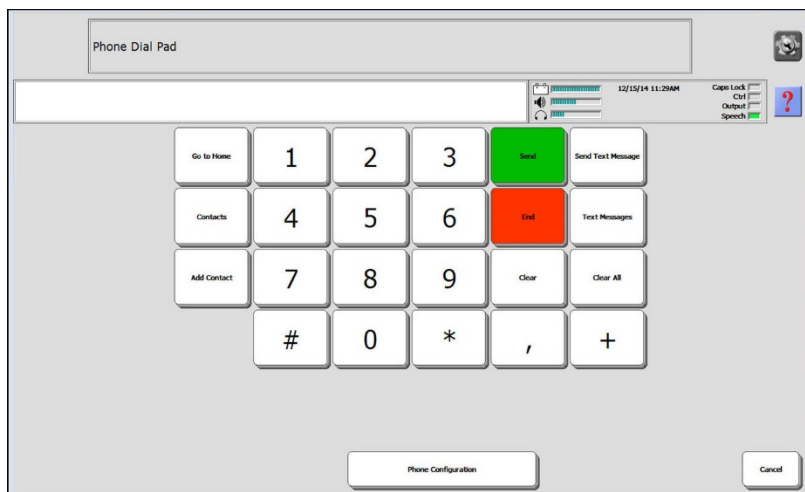 Phone Dial Pad
12/15/14 11:29AM
Caps Lock
Ctrl
Output
Speech
?
Go to Home 1 2 3 Send Send Text Message
Contacts 4 5 6 End Text Messages
Add Contact 7 8 9 Clear Clear All
# 0 * , +
Phone Configuration Cancel